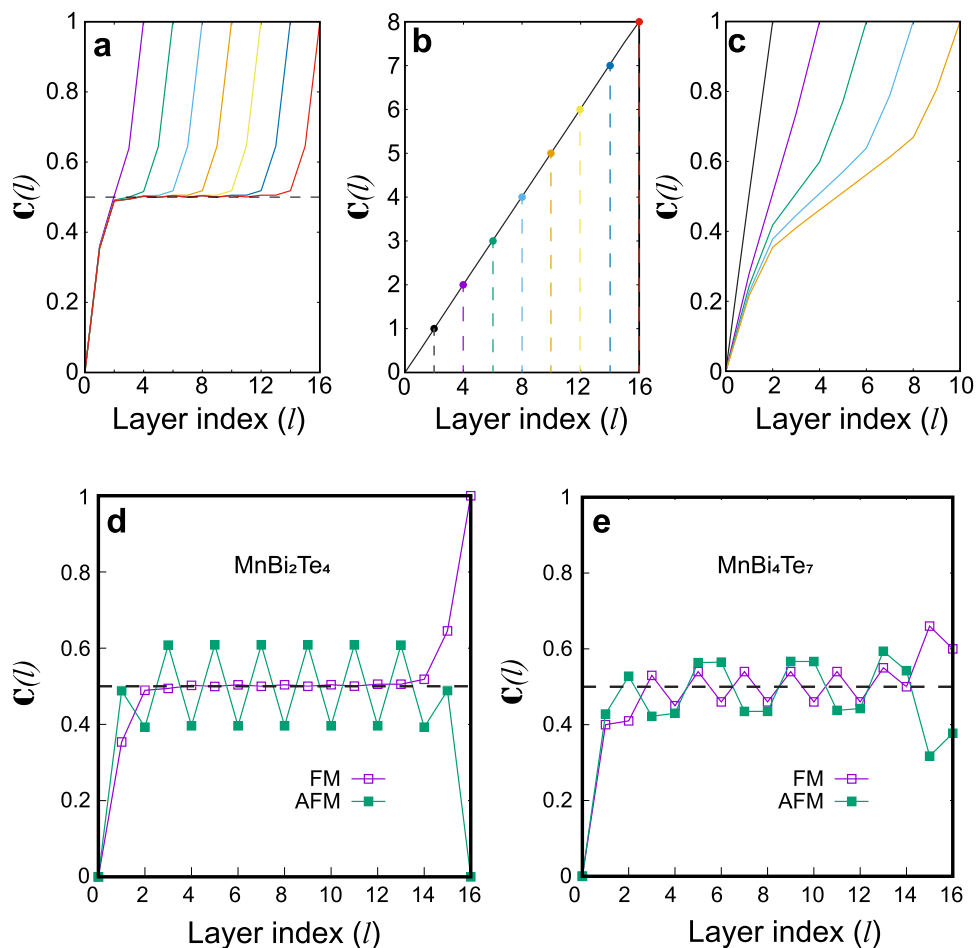 a
1
0.8
0.6
0.4
0.2
0
C(l)
0 4 8 12 16
Layer index (l)
b
8
7
6
5
4
3
2
1
0
0 4 8 12 16
Layer index (l)
c
1
0.8
0.6
0.4
0.2
0
C(l)
0 2 4 6 8 10
Layer index (l)
d
MnBi₂Te₄
1
0.8
0.6
0.4
0.2
0
C(l)
FM
AFM
0 2 4 6 8 10 12 14 16
Layer index (l)
e
MnBi₄Te₇
1
0.8
0.6
0.4
0.2
0
C(l)
FM
AFM
0 2 4 6 8 10 12 14 16
Layer index (l)